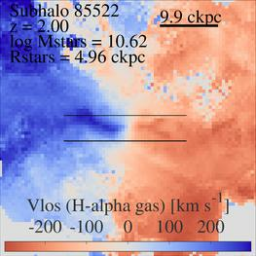 Subhalo 85522
9.9 ckpc
z = 2.00
log Mstars = 10.62
Rstars = 4.96 ckpc
Vlos (H-alpha gas) [km s⁻¹]
-200 -100 0 100 200